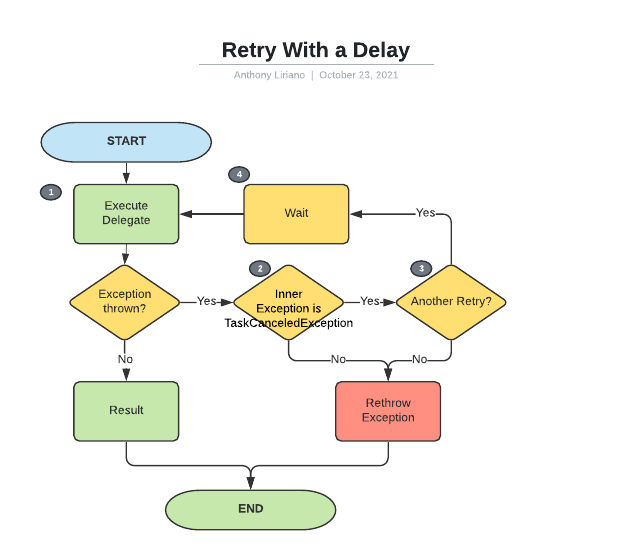 Retry With a Delay
Anthony Liriano | October 23, 2021
START
1
Execute
Delegate
4
Wait
Yes
Exception
thrown?
Yes
2
Inner
Exception is
TaskCanceledException
Yes
3
Another Retry?
No
No
No
Result
Rethrow
Exception
END